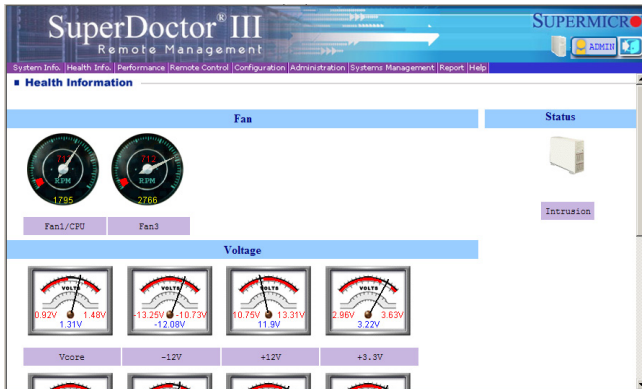 SuperDoctor® III
Remote Management
SUPERMICRO
ADMIN
System Info. Health Info. Performance Remote Control Configuration Administration Systems Management Report Help
Health Information
Fan
Status
712
RPM
1795
712
RPM
2766
Fan1/CPU
Fan3
Intrusion
Voltage
VOLTS
0.92V 1.48V
1.31V
VOLTS
-13.25V -10.73V
-12.08V
VOLTS
10.75V 13.31V
11.9V
VOLTS
2.96V 3.63V
3.22V
Vcore
-12V
+12V
+3.3V